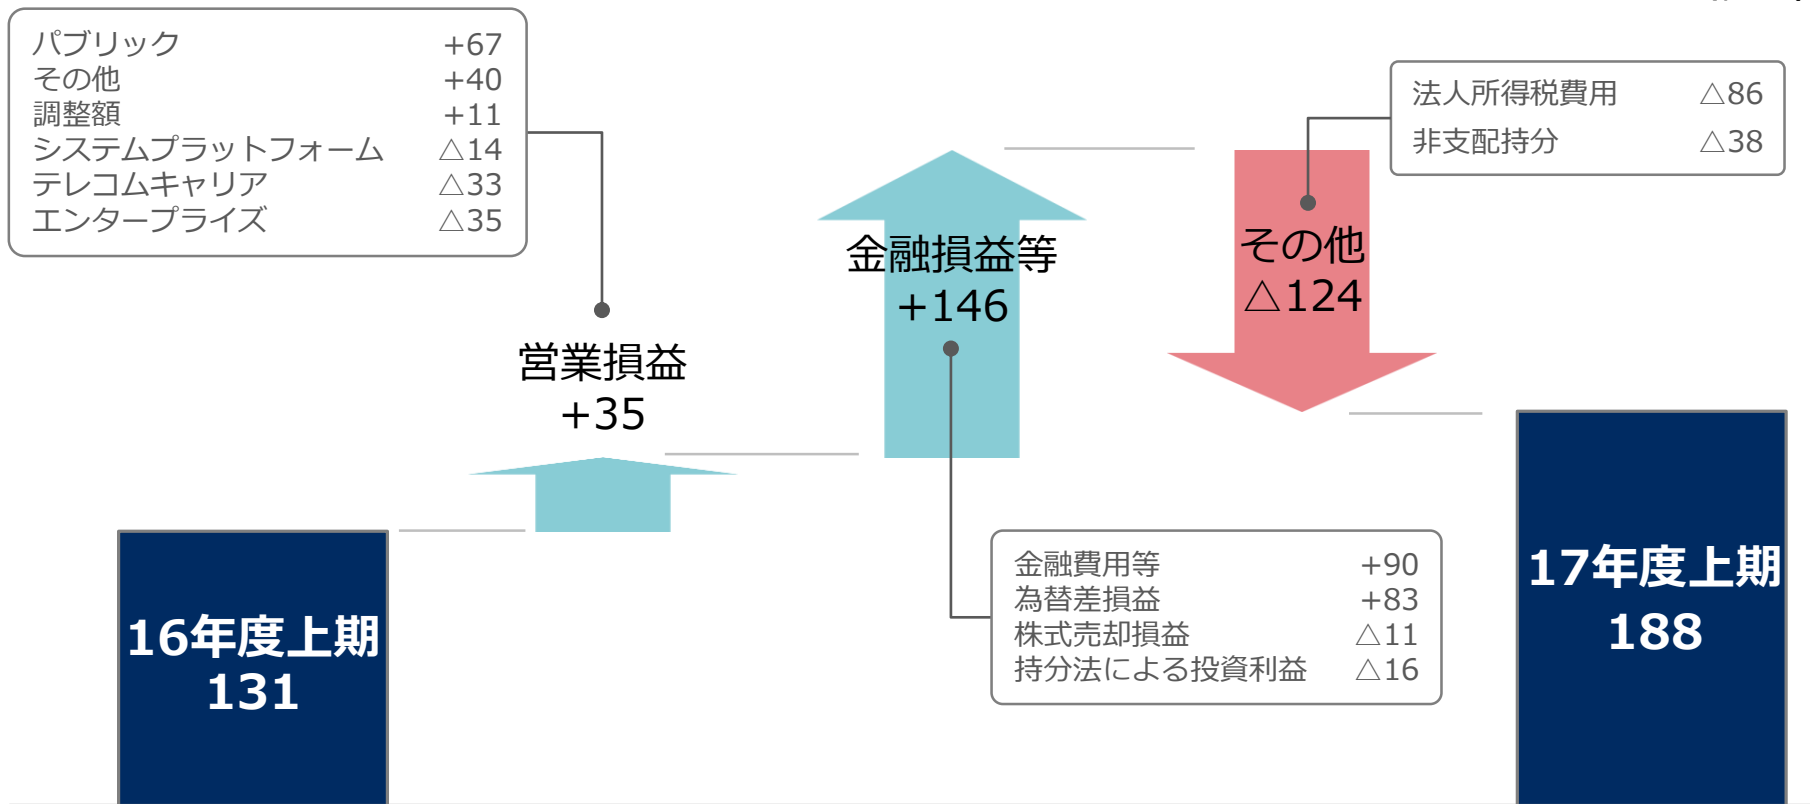 パブリック +67
その他 +40
調整額 +11
システムプラットフォーム △14
テレコムキャリア △33
エンタープライズ △35
営業損益
+35
金融損益等
+146
その他
△124
法人所得税費用 △86
非支配持分 △38
金融費用等 +90
為替差損益 +83
株式売却損益 △11
持分法による投資利益 △16
16年度上期
131
17年度上期
188